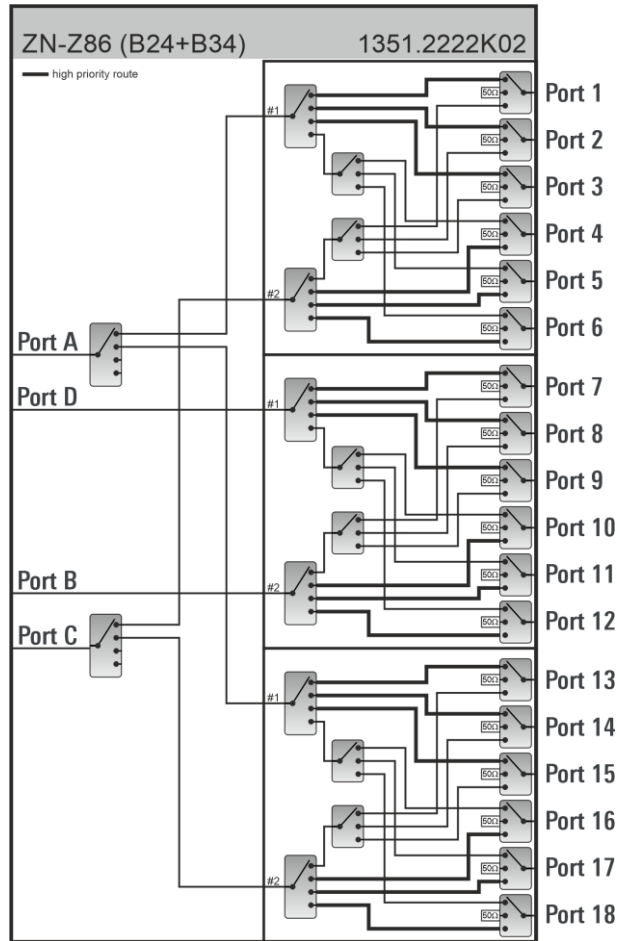 ZN-Z86 (B24+B34) 1351.2222K02
high priority route
#1
50Ω Port 1
50Ω Port 2
50Ω Port 3
50Ω Port 4
#2
50Ω Port 5
50Ω Port 6
Port A
50Ω Port 7
Port D
#1
50Ω Port 8
50Ω Port 9
50Ω Port 10
Port B
#2
50Ω Port 11
50Ω Port 12
Port C
50Ω Port 13
#1
50Ω Port 14
50Ω Port 15
50Ω Port 16
50Ω Port 17
#2
50Ω Port 18